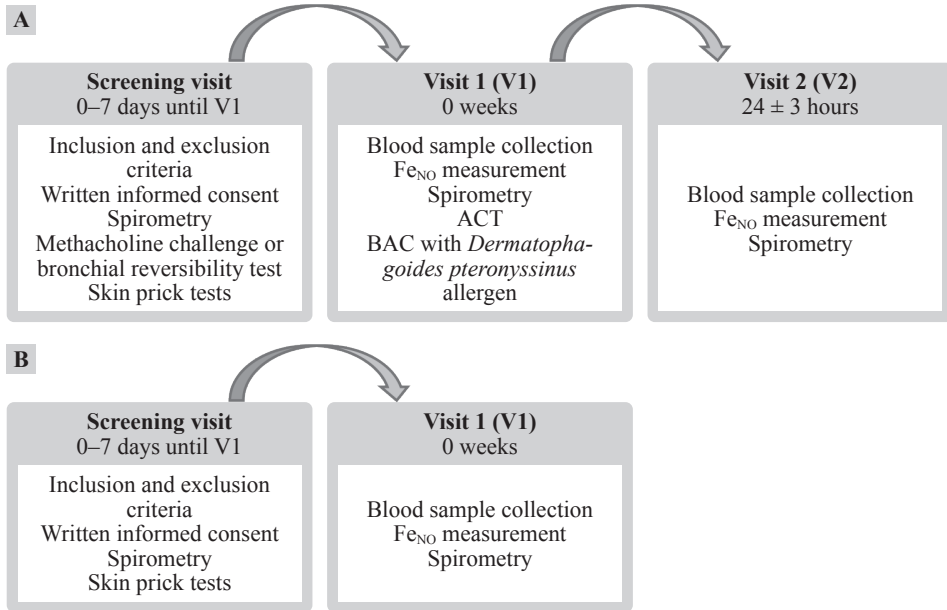 A
Screening visit
0–7 days until V1
Inclusion and exclusion
criteria
Written informed consent
Spirometry
Methacholine challenge or
bronchial reversibility test
Skin prick tests
Visit 1 (V1)
0 weeks
Blood sample collection
FeNO measurement
Spirometry
ACT
BAC with Dermatopha-
goides pteronyssinus
allergen
Visit 2 (V2)
24 ± 3 hours
Blood sample collection
FeNO measurement
Spirometry
B
Screening visit
0–7 days until V1
Inclusion and exclusion
criteria
Written informed consent
Spirometry
Skin prick tests
Visit 1 (V1)
0 weeks
Blood sample collection
FeNO measurement
Spirometry